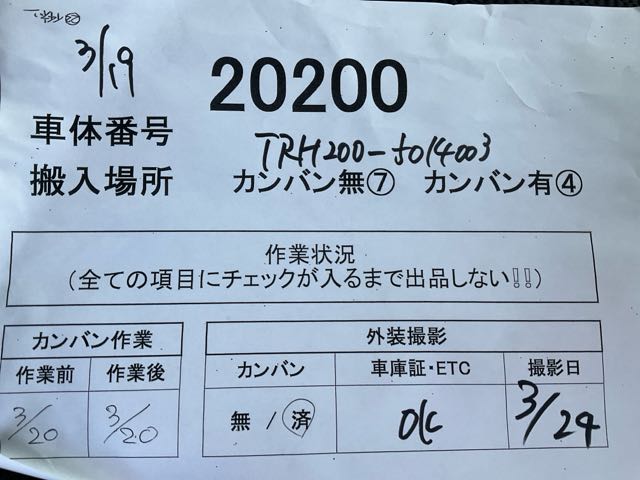 3/19
20200
車体番号 TRH200-5014003
搬入場所 カンバン無⑦ カンバン有④
作業状況
(全ての項目にチェックが入るまで出品しない!!)
カンバン作業
作業前 作業後
3/20 3/20
外装撮影
カンバン 車庫証・ETC 撮影日
無 / 済 OK 3/24